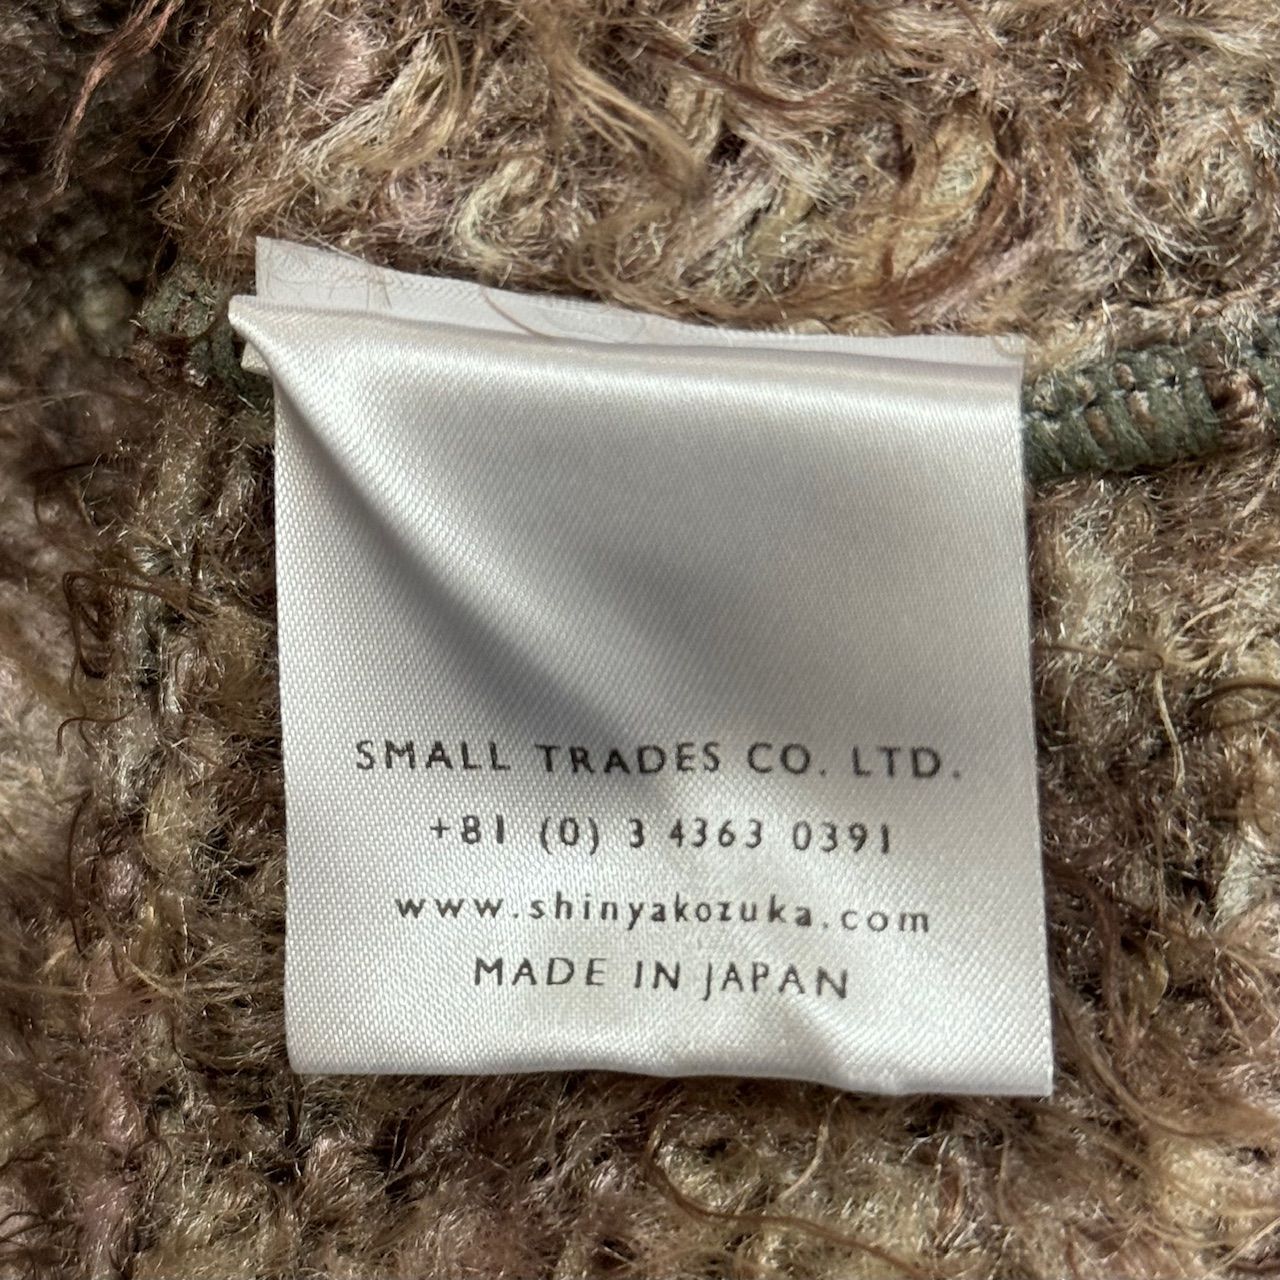 SMALL TRADES CO. LTD.
+81 (0) 3 4363 0391
www.shinyakozuka.com
MADE IN JAPAN